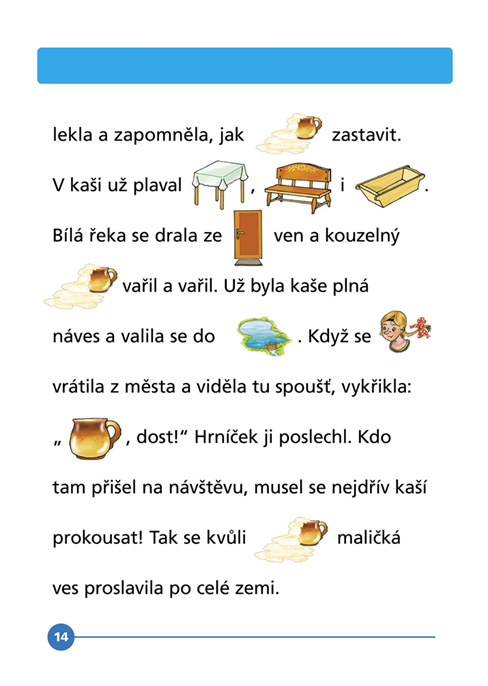 lekla a zapomněla, jak zastavit.
V kaši už plaval , i .
Bílá řeka se drala ze ven a kouzelný
vařil a vařil. Už byla kaše plná
náves a valila se do . Když se
vrátila z města a viděla tu spoušť, vykřikla:
„ , dost!“ Hrníček ji poslechl. Kdo
tam přišel na návštěvu, musel se nejdřív kaší
prokousat! Tak se kvůli maličká
ves proslavila po celé zemi.
14